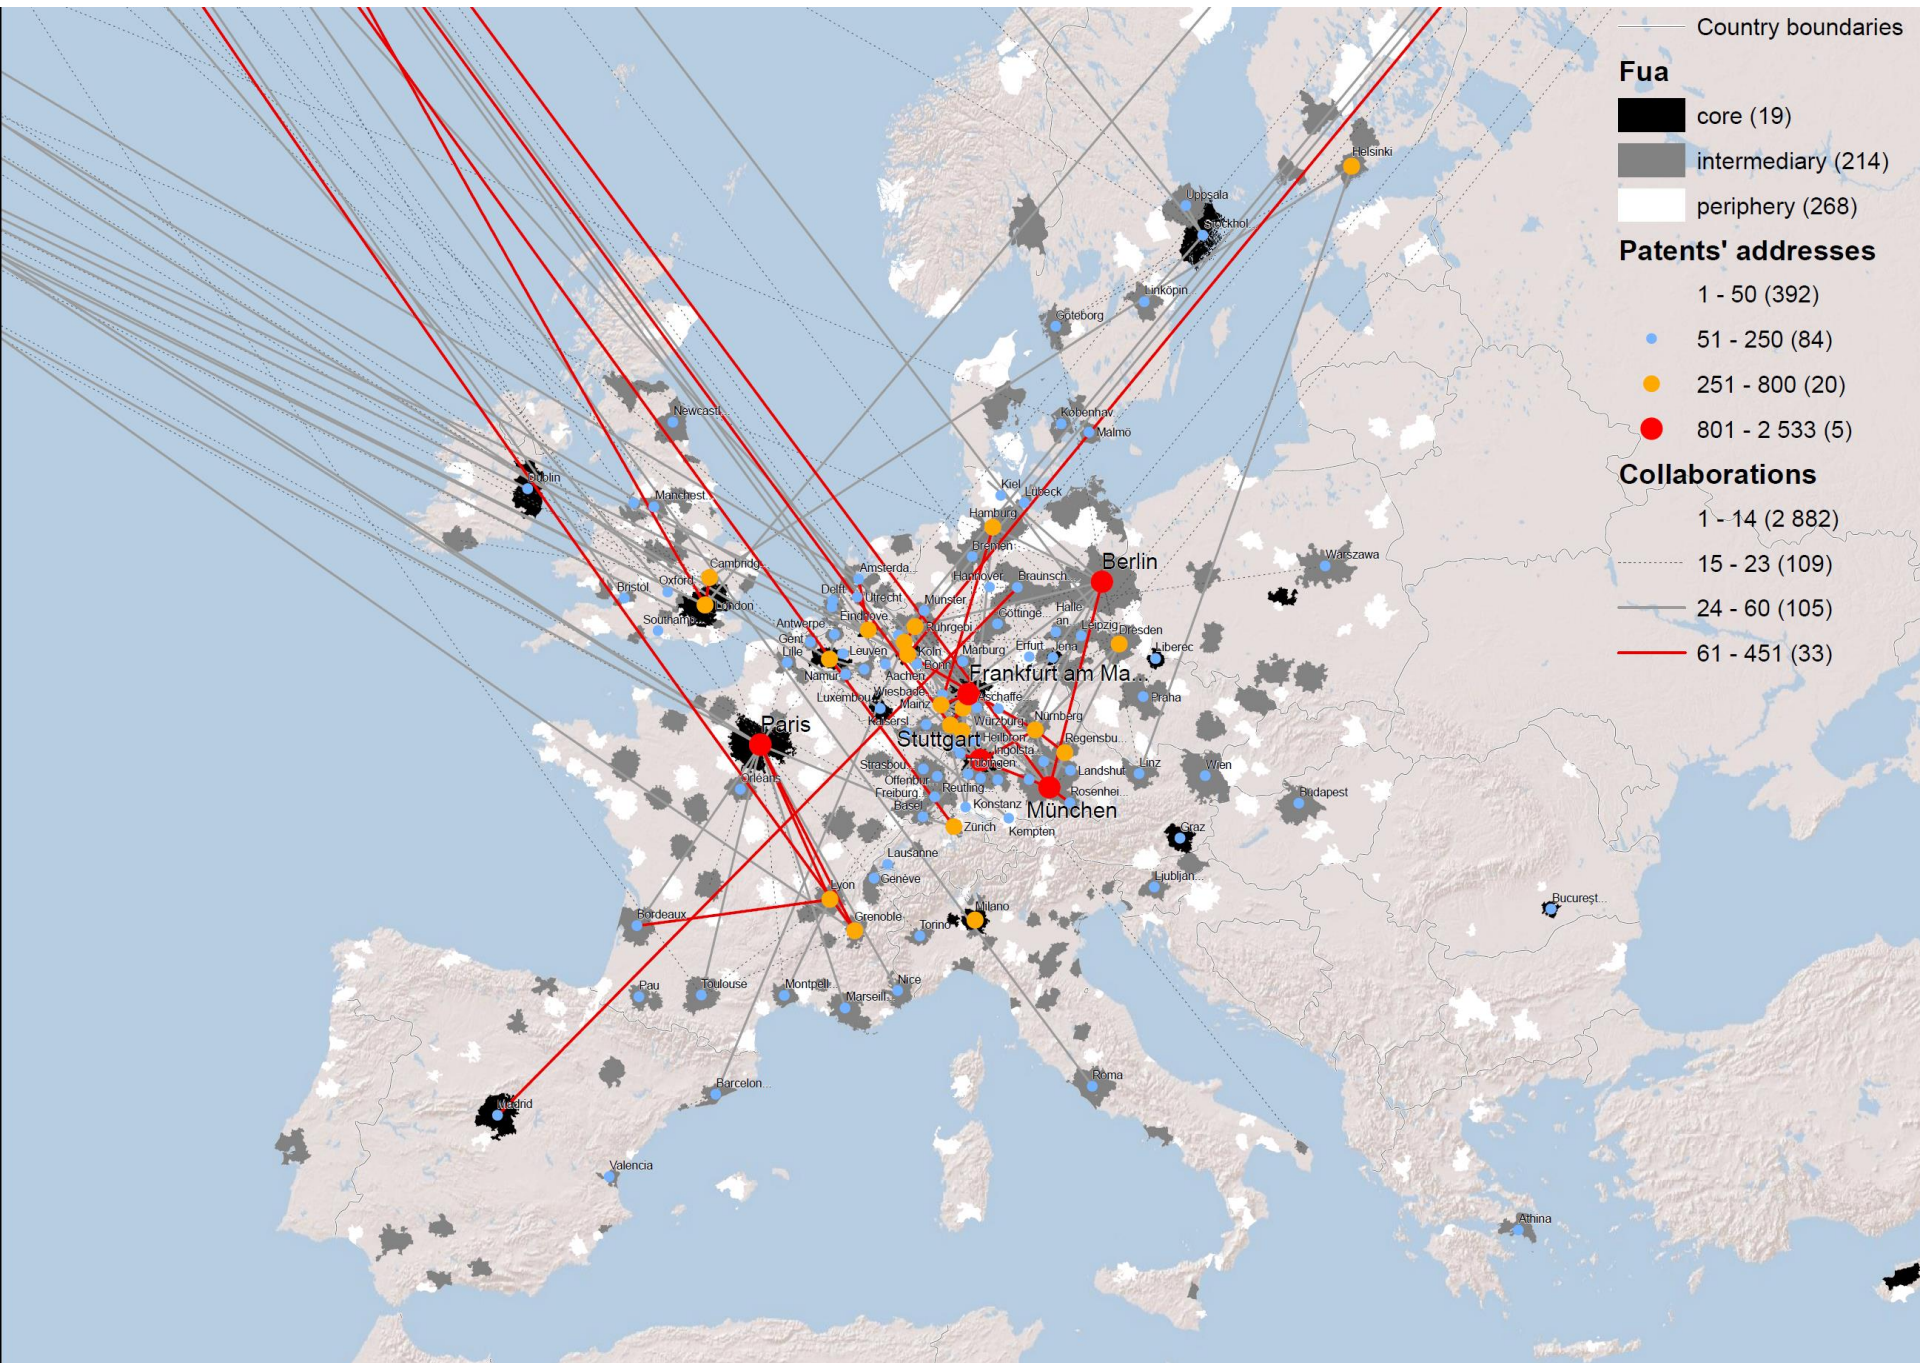 Country boundaries
Fua
core (19)
intermediary (214)
periphery (268)
Patents' addresses
1 - 50 (392)
51 - 250 (84)
251 - 800 (20)
801 - 2 533 (5)
Collaborations
1 - 14 (2 882)
15 - 23 (109)
24 - 60 (105)
61 - 451 (33)
Helsinki
Uppsala
Stockhol...
Linköpin
Göteborg
Newcastl...
Kobenhav...
Malmö
Dublin
Manchest...
Kiel
Lübeck
Hamburg
Bremen
Warszawa
Berlin
Cambridg...
Oxford
Bristol
London
Southamp...
Amsterda...
Delft
Utrecht
Hannover
Braunsch...
Münster
Eindhove...
Göttinge...
Halle
an
Leipzig
Dresden
Antwerpe...
Ruhrgebi...
Gent
Lille
Leuven
Köln
Bonn
Marburg
Erfurt
Jena
Liberec
Namur
Aachen
Frankfurt am Ma...
Luxembou...
Wiesbade...
Aschaffe...
Praha
Mainz
Kaisersl...
Würzburg
Nürnberg
Paris
Stuttgart
Heilbron...
Regensbu...
Ingolsta...
Tübingen
Landshut
Linz
Wien
Strasbou...
Offenbur...
Orléans
Freiburg...
Reutling...
Rosenhei...
Budapest
Basel
Konstanz
München
Zürich
Kempten
Graz
Lausanne
Genève
Ljubljan...
Lyon
Bordeaux
Grenoble
Milano
Torino
Bucureşt...
Pau
Toulouse
Montpell...
Nice
Marseill...
Barcelon...
Roma
Madrid
Valencia
Athina